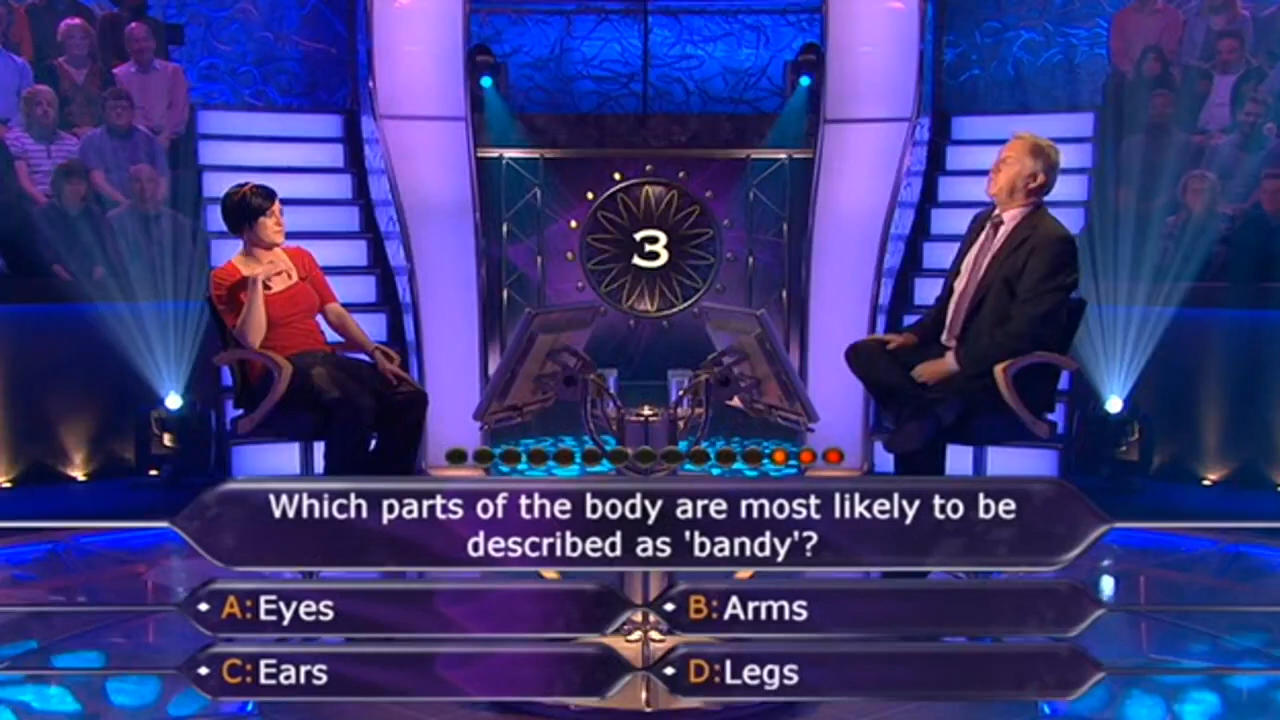 3
Which parts of the body are most likely to be
described as 'bandy'?
A: Eyes
B: Arms
C: Ears
D: Legs